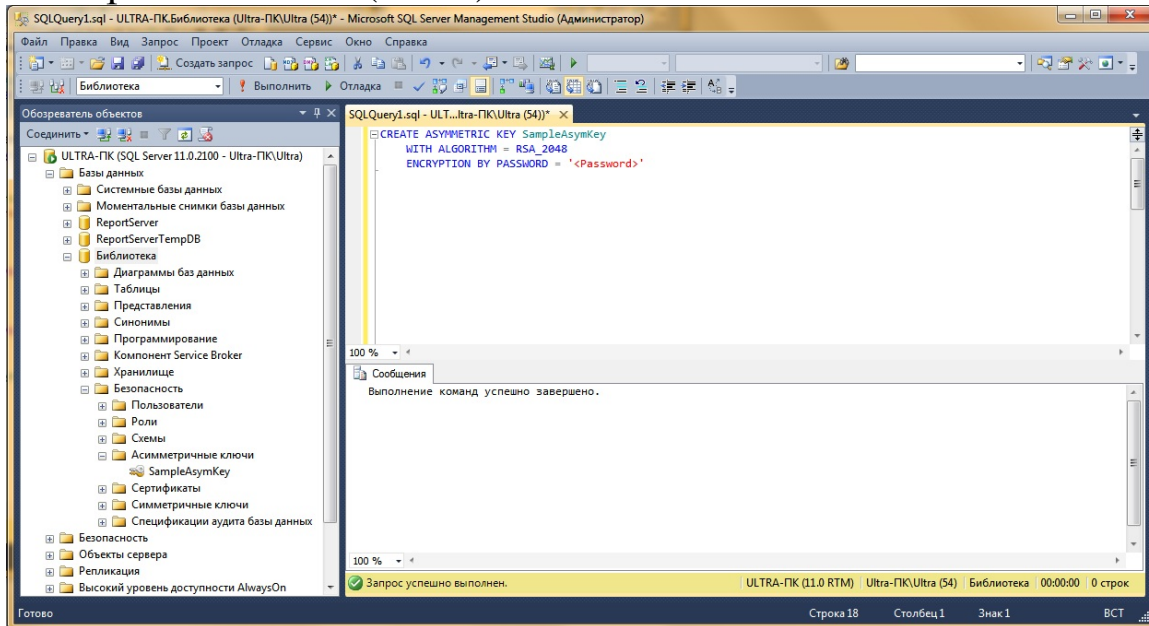 SQLQuery1.sql - ULTRA-ПК.Библиотека (Ultra-ПК\Ultra (54))* - Microsoft SQL Server Management Studio (Администратор)
Файл Правка Вид Запрос Проект Отладка Сервис Окно Справка
Создать запрос
Библиотека Выполнить Отладка
Обозреватель объектов
Соединить
ULTRA-ПК (SQL Server 11.0.2100 - Ultra-ПК\Ultra)
Базы данных
Системные базы данных
Моментальные снимки базы данных
ReportServer
ReportServerTempDB
Библиотека
Диаграммы баз данных
Таблицы
Представления
Синонимы
Программирование
Компонент Service Broker
Хранилище
Безопасность
Пользователи
Роли
Схемы
Асимметричные ключи
SampleAsymKey
Сертификаты
Симметричные ключи
Спецификации аудита базы данных
Безопасность
Объекты сервера
Репликация
Высокий уровень доступности AlwaysOn
SQLQuery1.sql - ULT...ltra-ПК\Ultra (54))*
CREATE ASYMMETRIC KEY SampleAsymKey
WITH ALGORITHM = RSA_2048
ENCRYPTION BY PASSWORD = '<Password>'
100 %
Сообщения
Выполнение команд успешно завершено.
100 %
Запрос успешно выполнен. ULTRA-ПК (11.0 RTM) Ultra-ПК\Ultra (54) Библиотека 00:00:00 0 строк
Готово Строка 18 Столбец 1 Знак 1 ВСТ